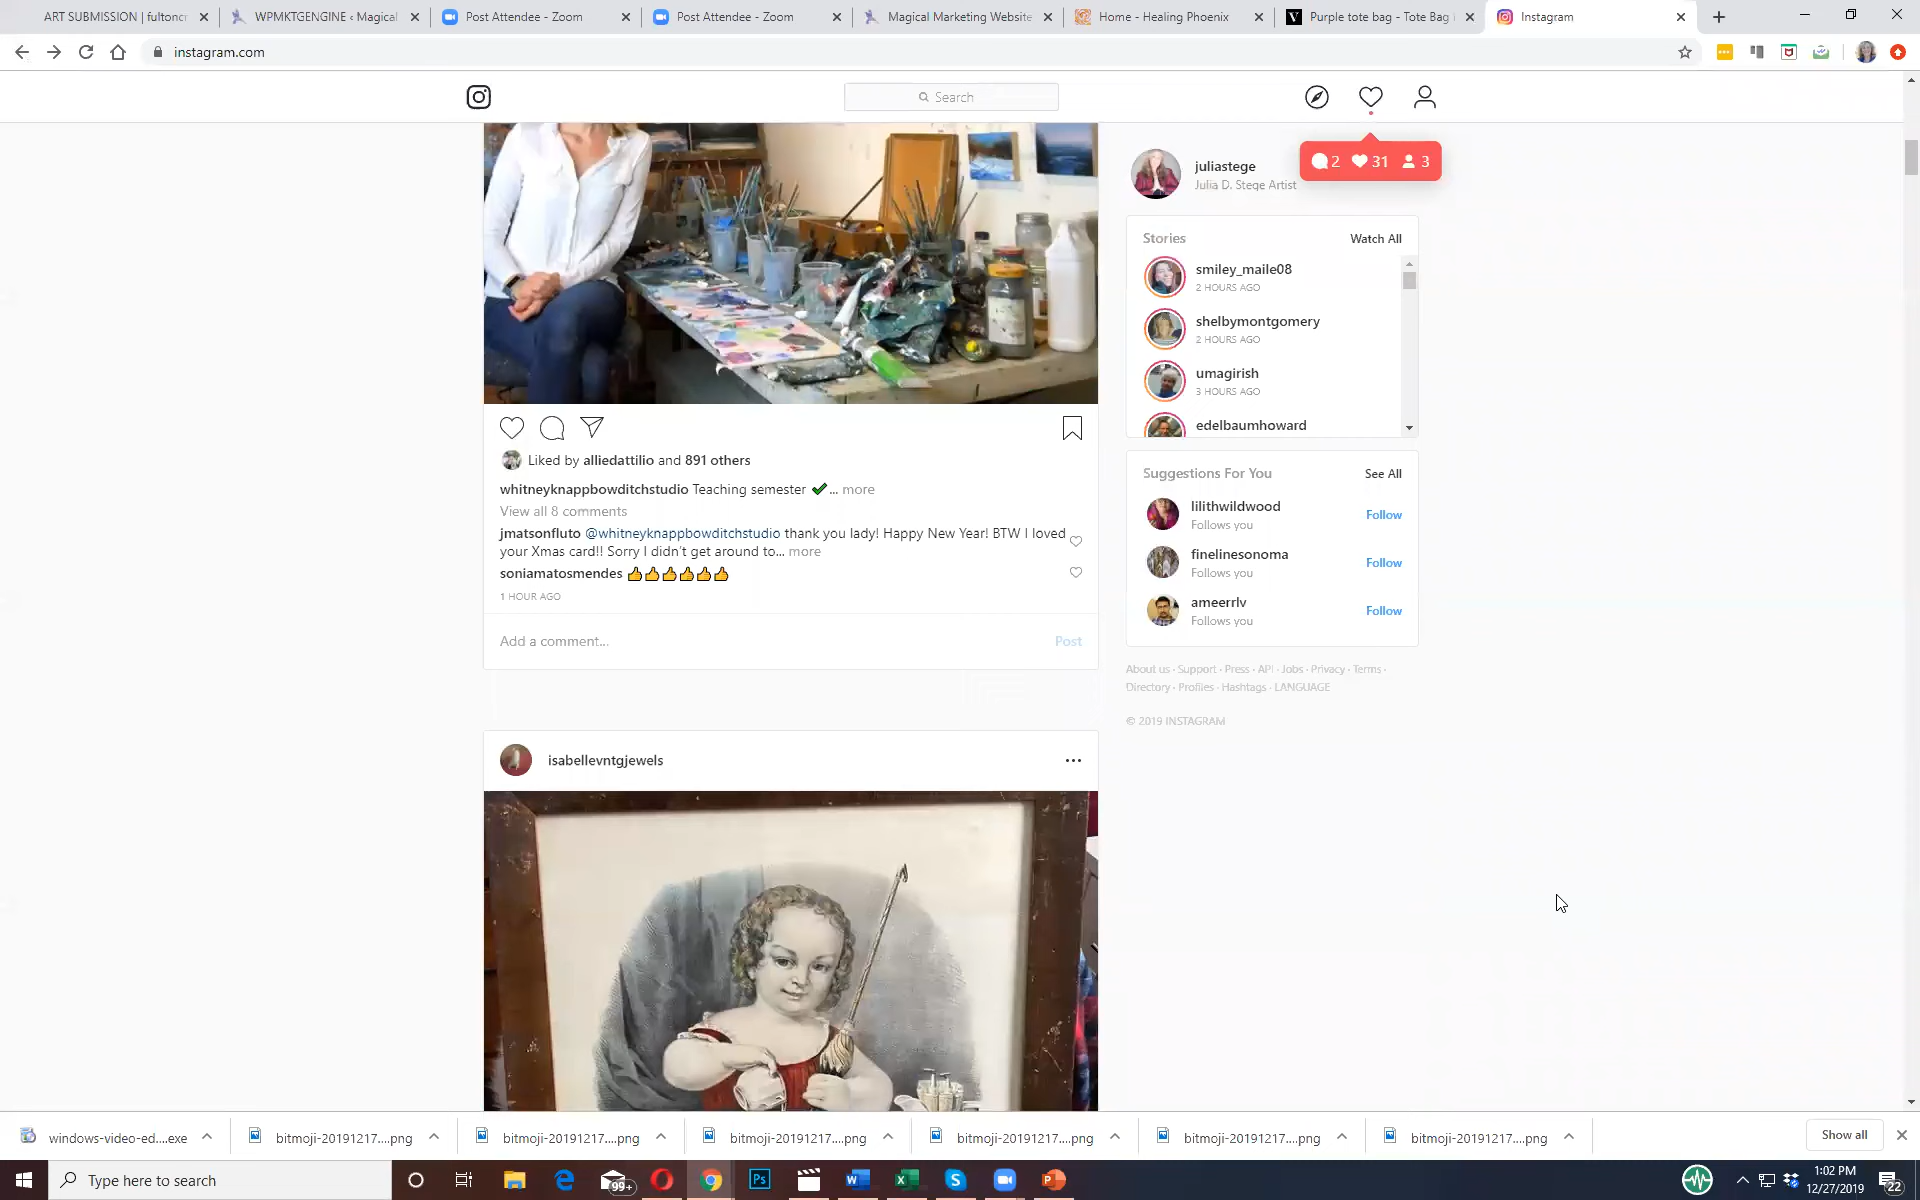 ART SUBMISSION | fultoncr
WPMKTGENGINE ‹ Magical
Post Attendee - Zoom
Post Attendee - Zoom
Magical Marketing Website
Home - Healing Phoenix
Purple tote bag - Tote Bag
Instagram
instagram.com
Search
2 31 3
juliastege
Julia D. Stege Artist
Stories Watch All
smiley_maile08
2 HOURS AGO
shelbymontgomery
2 HOURS AGO
umagirish
3 HOURS AGO
edelbaumhoward
Liked by alliedattilio and 891 others
whitneyknappbowditchstudio Teaching semester ✔... more
View all 8 comments
jmatsonfluto @whitneyknappbowditchstudio thank you lady! Happy New Year! BTW I loved
your Xmas card!! Sorry I didn't get around to... more
soniamatosmendes 👍👍👍👍👍👍
1 HOUR AGO
Add a comment... Post
Suggestions For You See All
lilithwildwood
Follows you
Follow
finelinesonoma
Follows you
Follow
ameerrlv
Follows you
Follow
About us · Support · Press · API · Jobs · Privacy · Terms ·
Directory · Profiles · Hashtags · LANGUAGE
© 2019 INSTAGRAM
isabellevntgjewels
windows-video-ed....exe
bitmoji-20191217....png
bitmoji-20191217....png
bitmoji-20191217....png
bitmoji-20191217....png
bitmoji-20191217....png
bitmoji-20191217....png
Show all
Type here to search
99+
1:02 PM
12/27/2019
22